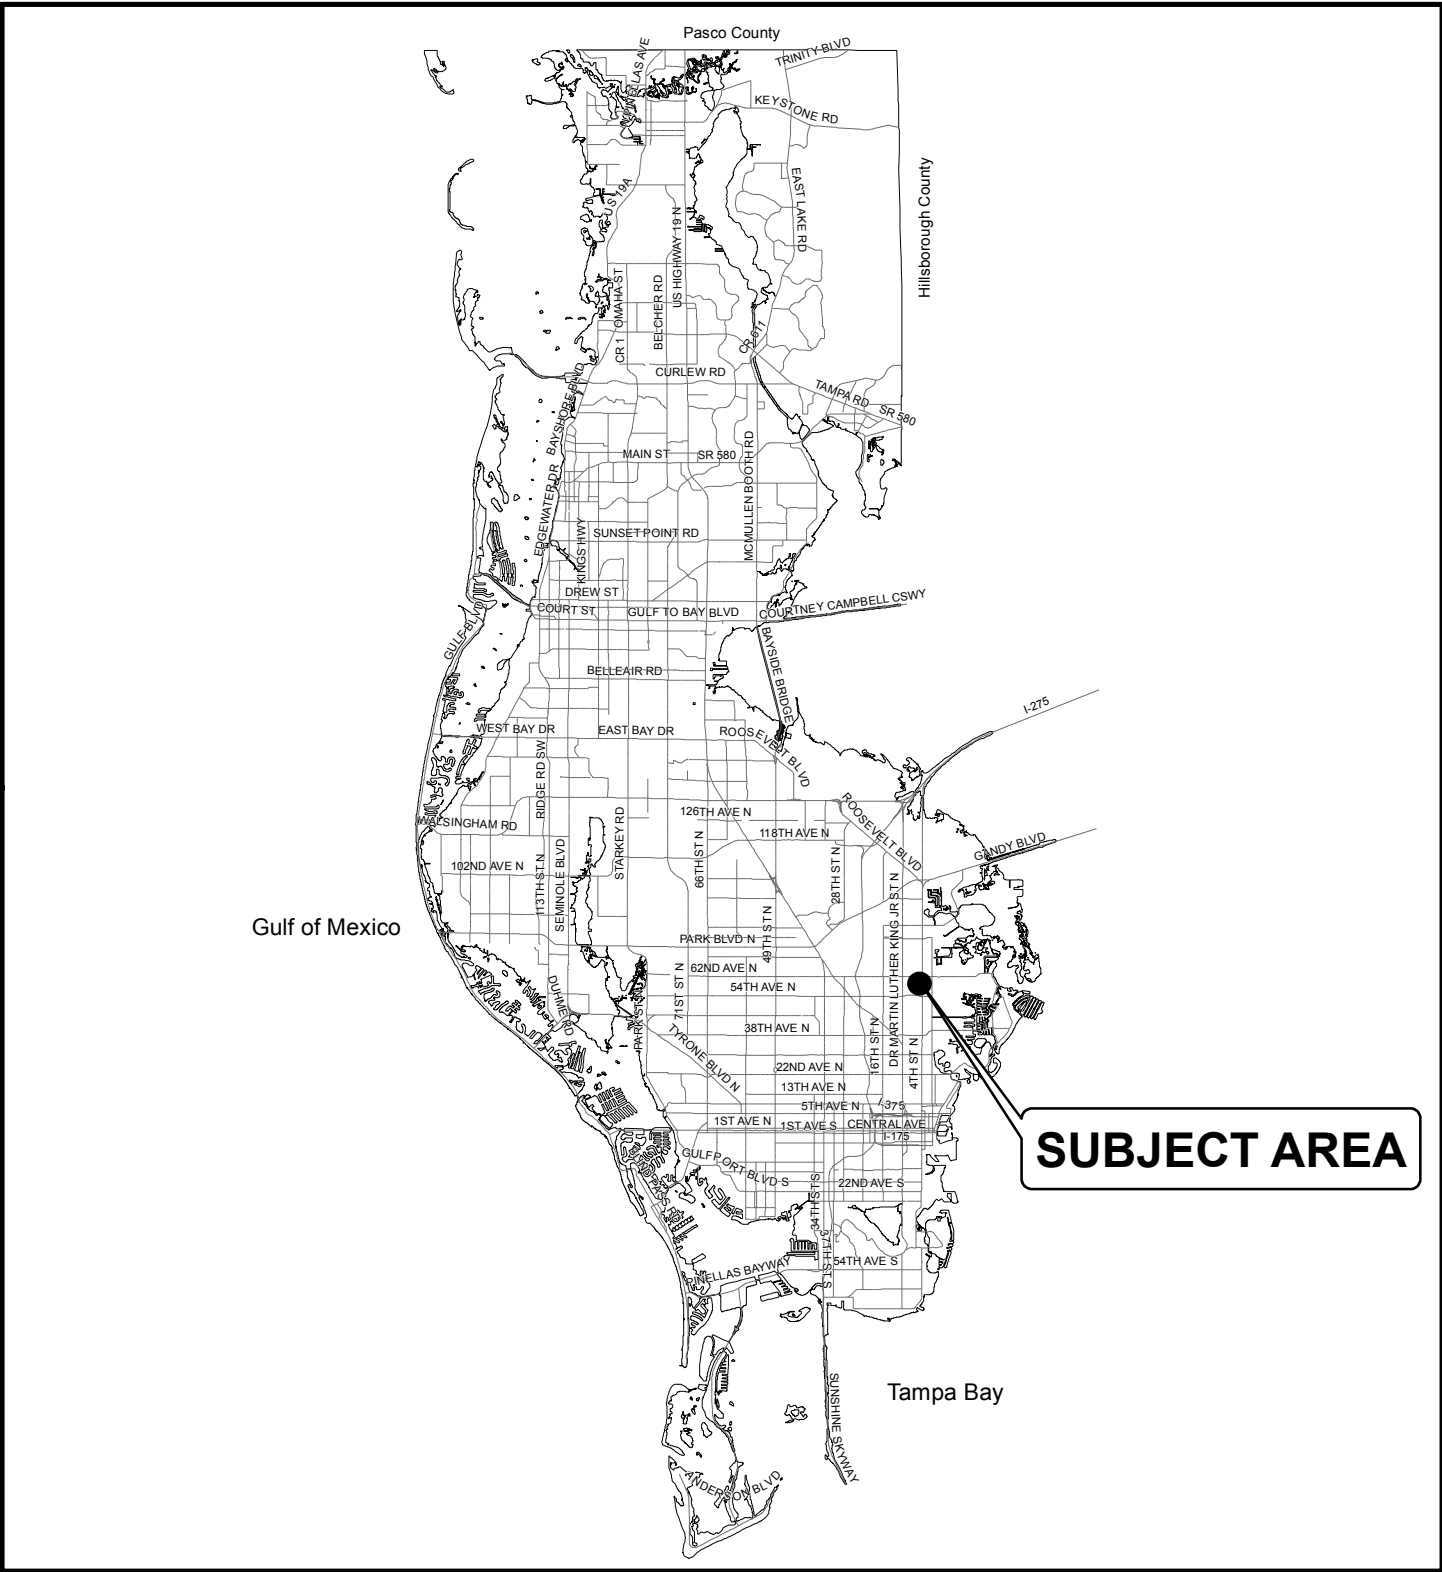 Pasco County
TRINITY BLVD
N PINELLAS AVE
KEYSTONE RD
Hillsborough County
EAST LAKE RD
US 19A
US HIGHWAY 19 N
OMAHA ST
CR 1
BELCHER RD
CR 611
CURLEW RD
TAMPA RD
SR 580
BAYSHORE BLVD
EDGEWATER DR
MAIN ST
SR 580
MCMULLEN BOOTH RD
KINGS HWY
SUNSET POINT RD
DREW ST
COURT ST
GULF TO BAY BLVD
COURTNEY CAMPBELL CSWY
GULF BLVD
BAYSIDE BRIDGE
BELLEAIR RD
I-275
WEST BAY DR
EAST BAY DR
ROOSEVELT BLVD
RIDGE RD SW
WALSINGHAM RD
STARKEY RD
126TH AVE N
118TH AVE N
ROOSEVELT BLVD
GANDY BLVD
102ND AVE N
113TH ST N
SEMINOLE BLVD
66TH ST N
28TH ST N
DR MARTIN LUTHER KING JR ST N
Gulf of Mexico
PARK BLVD N
49TH ST N
62ND AVE N
71ST ST N
54TH AVE N
DUHME RD
PARK ST N
TYRONE BLVD N
38TH AVE N
16TH ST N
4TH ST N
22ND AVE N
13TH AVE N
5TH AVE N
I-375
1ST AVE N
1ST AVE S
CENTRAL AVE
I-175
SUBJECT AREA
GULFPORT BLVD S
22ND AVE S
34TH ST S
37TH ST S
54TH AVE S
PINELLAS BAYWAY
Tampa Bay
SUNSHINE SKYWAY
ANDERSON BLVD